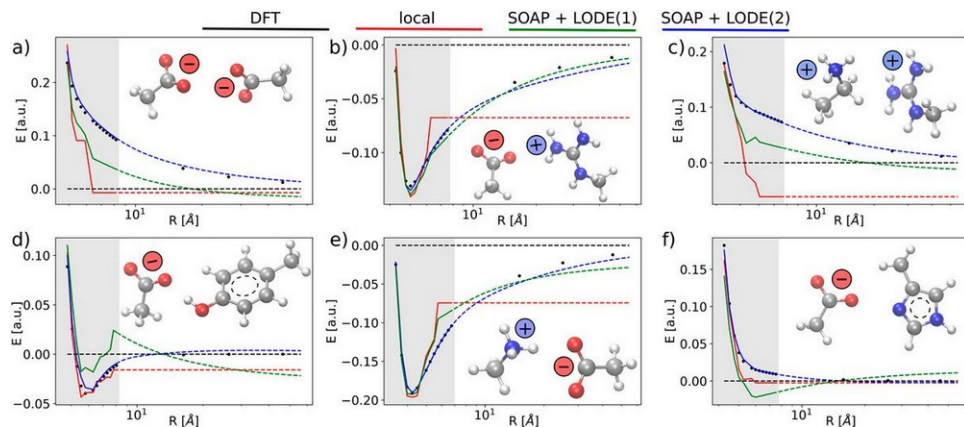 DFT local SOAP + LODE(1) SOAP + LODE(2)
a) b) c)
E [a.u.]
0.2
0.1
0.0
10¹
R [Å]
− −
E [a.u.]
0.00
−0.05
−0.10
10¹
R [Å]
− +
E [a.u.]
0.2
0.1
0.0
10¹
R [Å]
+ +
d) e) f)
E [a.u.]
0.10
0.05
0.00
−0.05
10¹
R [Å]
−
E [a.u.]
0.00
−0.05
−0.10
−0.15
−0.20
10¹
R [Å]
+ −
E [a.u.]
0.15
0.10
0.05
0.00
10¹
R [Å]
−